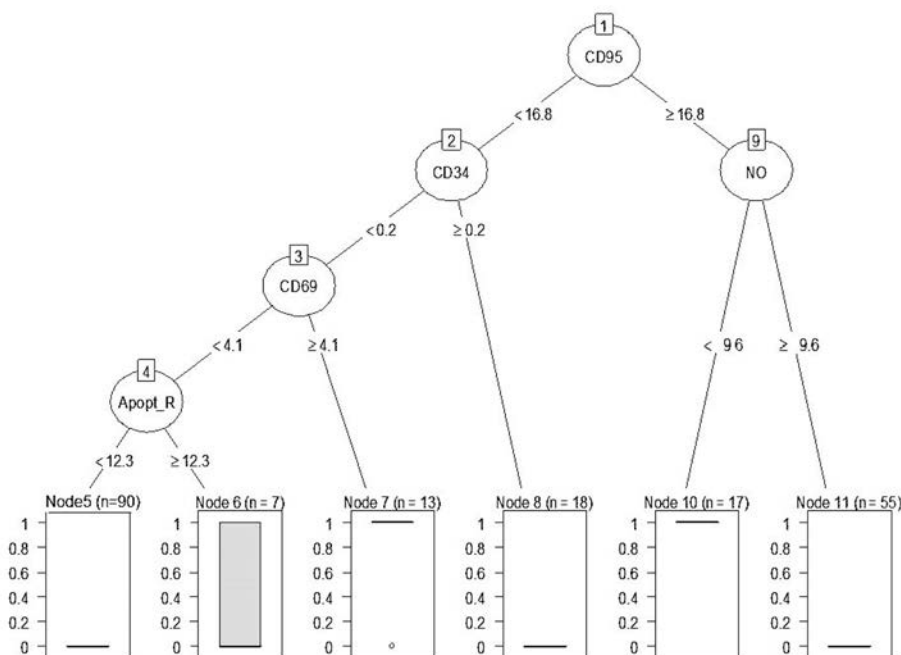 1
CD95
<16.8
≥16.8
2
CD34
9
NO
<0.2
≥0.2
3
CD69
<4.1
≥4.1
< 9 6
≥ 9.6
4
Apopt_R
<12.3
≥12.3
Node5 (n=90)
Node 6 (n = 7)
Node 7 (n = 13)
Node 8 (n = 18)
Node 10 (n = 17)
Node 11 (n = 55)
1 1 1 1 1 1
0.8 0.8 0.8 0.8 0.8 0.8
0.6 0.6 0.6 0.6 0.6 0.6
0.4 0.4 0.4 0.4 0.4 0.4
0.2 0.2 0.2 0.2 0.2 0.2
0 0 0 0 0 0